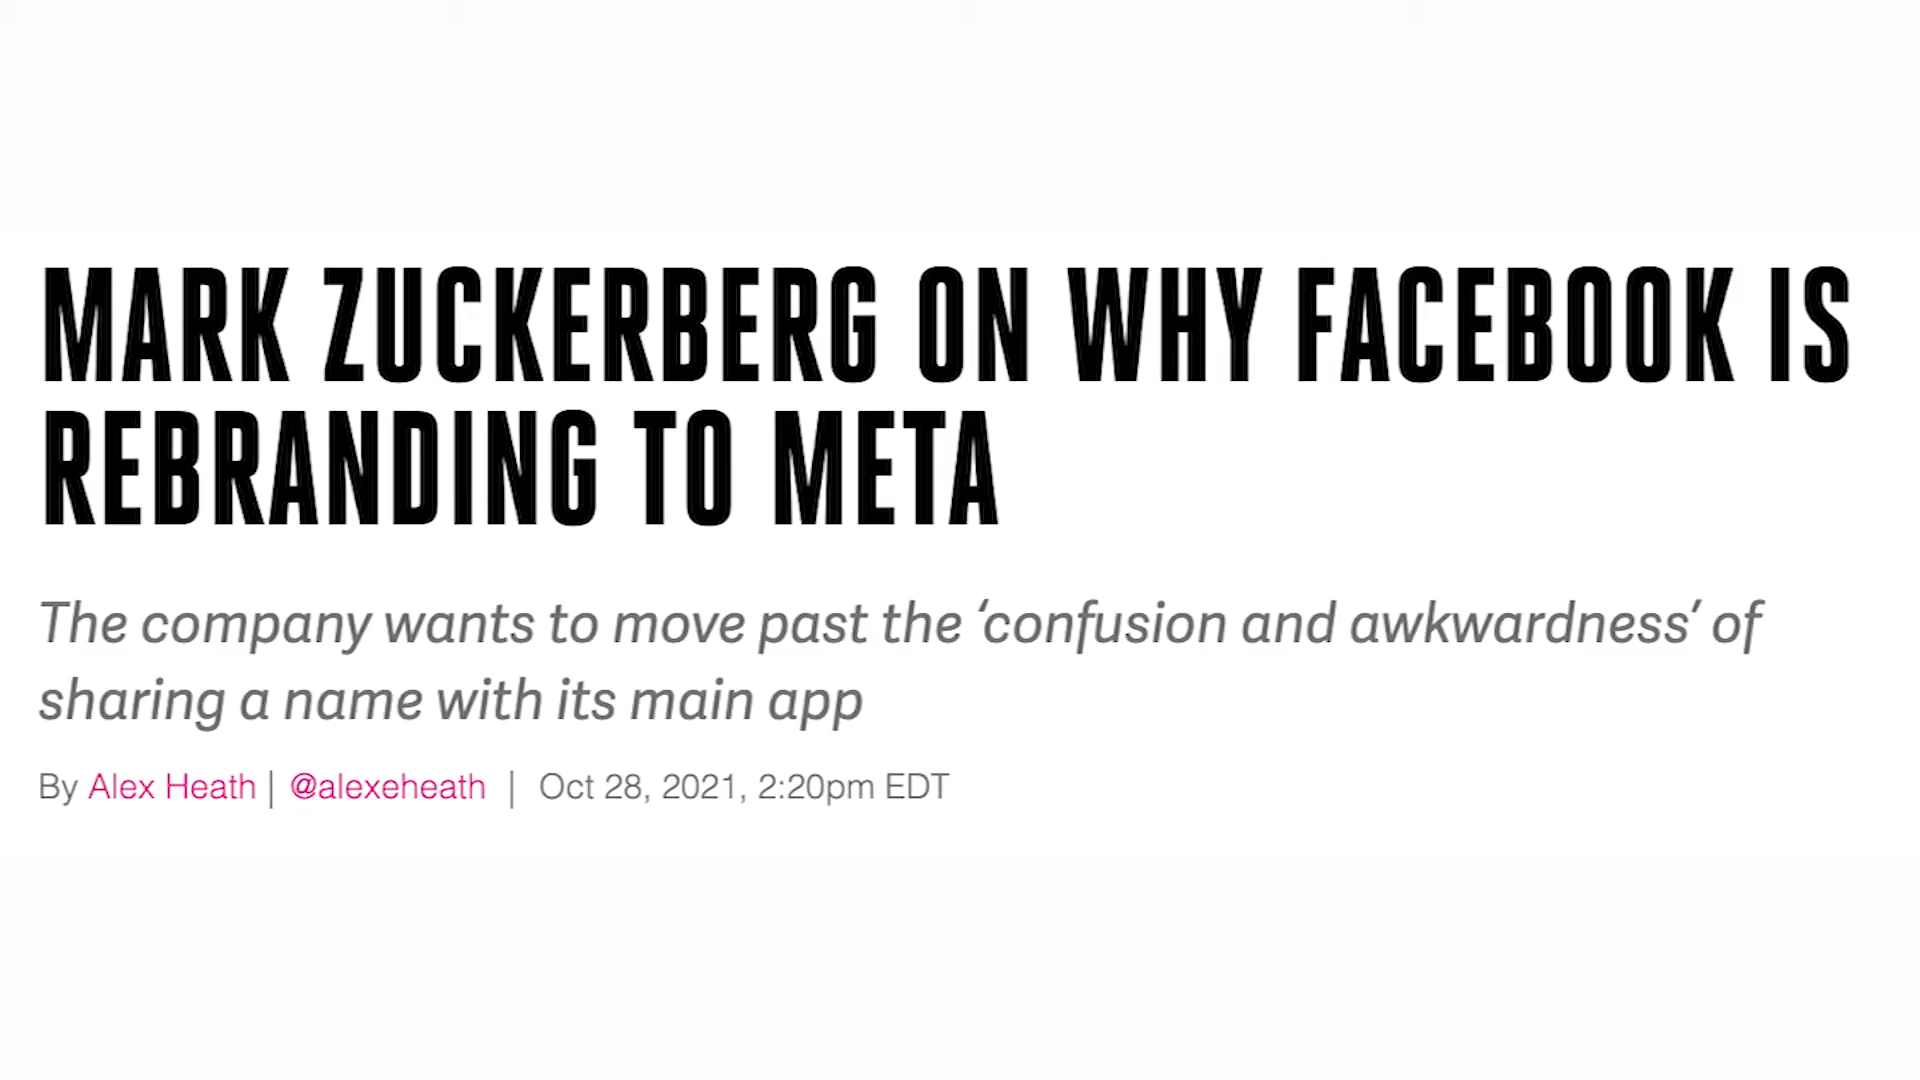 MARK ZUCKERBERG ON WHY FACEBOOK IS
REBRANDING TO META
The company wants to move past the ‘confusion and awkwardness’ of
sharing a name with its main app
By Alex Heath | @alexeheath | Oct 28, 2021, 2:20pm EDT